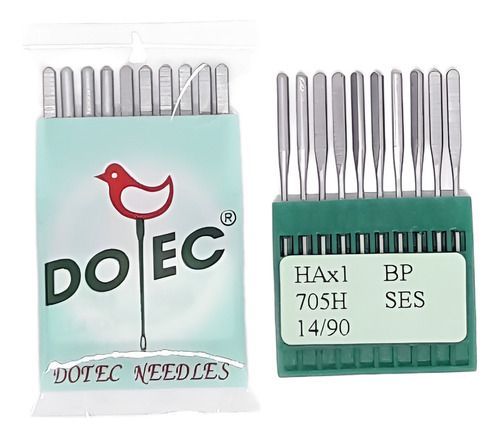 DOTEC®
DOTEC NEEDLES
HAx1 BP
705H SES
14/90